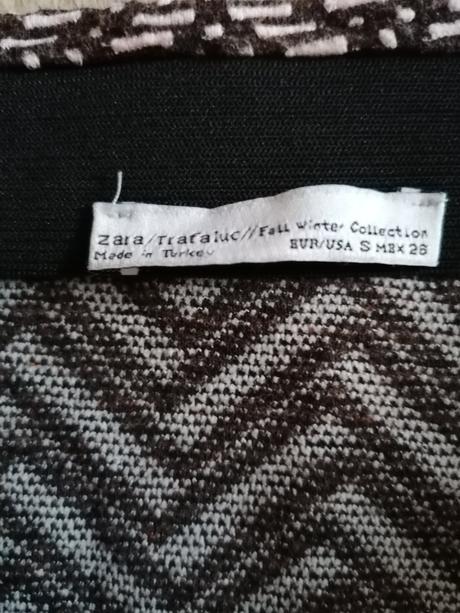 Zara/Trafaluc//Fall Winter Collection
Made in Turkey EUR/USA S MEX 26